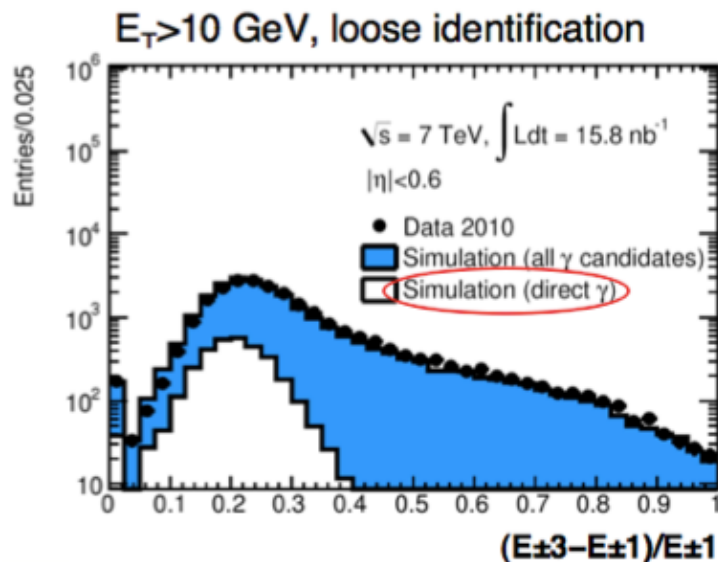 E_T>10 GeV, loose identification
Entries/0.025
10^6
10^5
10^4
10^3
10^2
10
√s = 7 TeV, ∫Ldt = 15.8 nb^-1
|η|<0.6
Data 2010
Simulation (all γ candidates)
Simulation (direct γ)
0 0.1 0.2 0.3 0.4 0.5 0.6 0.7 0.8 0.9 1
(E±3−E±1)/E±1